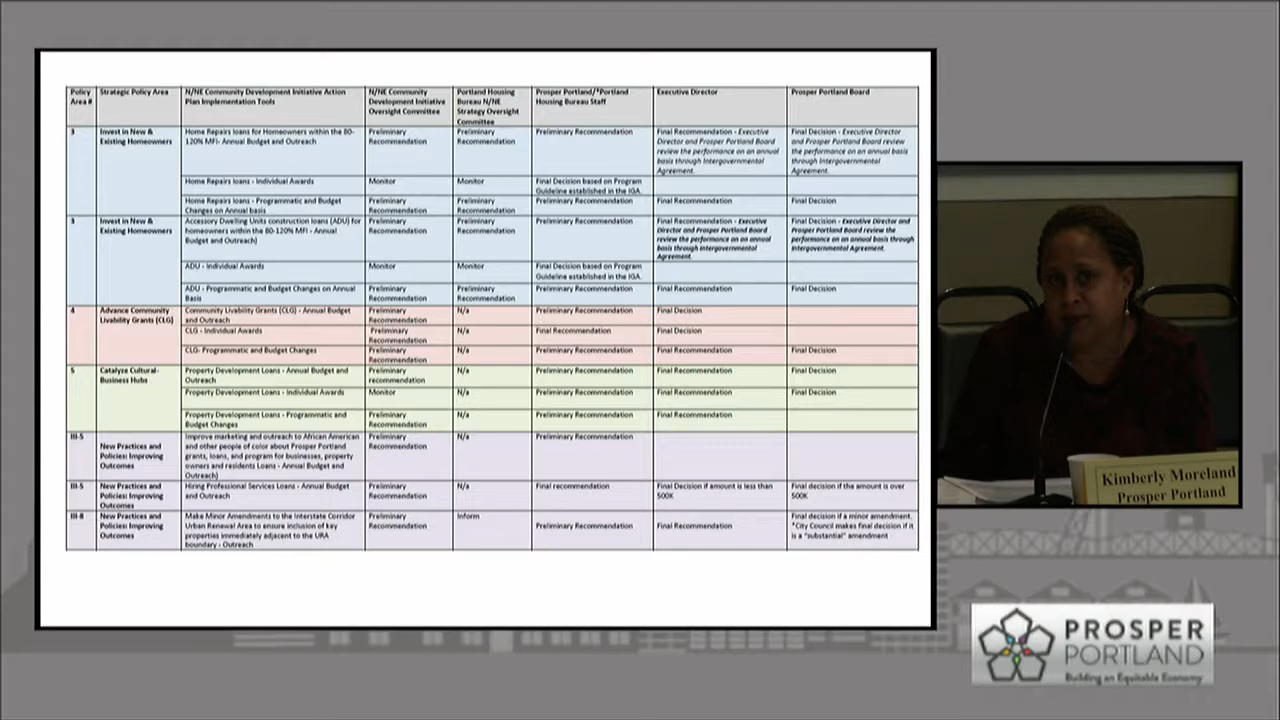 Policy Area #
Strategic Policy Area
N/NE Community Development Initiative Action Plan Implementation Tools
N/NE Community Development Initiative Oversight Committee
Portland Housing Bureau N/NE Strategy Oversight Committee
Prosper Portland/*Portland Housing Bureau Staff
Executive Director
Prosper Portland Board
3
Invest in New & Existing Homeowners
Home Repairs loans for Homeowners within the 80-120% MFI- Annual Budget and Outreach
Preliminary Recommendation
Preliminary Recommendation
Preliminary Recommendation
Final Recommendation - Executive Director and Prosper Portland Board review the performance on an annual basis through Intergovernmental Agreement.
Final Decision - Executive Director and Prosper Portland Board review the performance on an annual basis through Intergovernmental Agreement.
Home Repairs loans - Individual Awards
Monitor
Monitor
Final Decision based on Program Guideline established in the IGA.
Home Repairs loans - Programmatic and Budget Changes on Annual basis
Preliminary Recommendation
Preliminary Recommendation
Preliminary Recommendation
Final Recommendation
Final Decision
3
Invest in New & Existing Homeowners
Accessory Dwelling Units construction loans (ADU) for homeowners within the 80-120% MFI - Annual Budget and Outreach)
Preliminary Recommendation
Preliminary Recommendation
Preliminary Recommendation
Final Recommendation - Executive Director and Prosper Portland Board review the performance on an annual basis through Intergovernmental Agreement.
Final Decision - Executive Director and Prosper Portland Board review the performance on an annual basis through Intergovernmental Agreement.
ADU - Individual Awards
Monitor
Monitor
Final Decision based on Program Guideline established in the IGA.
ADU - Programmatic and Budget Changes on Annual Basis
Preliminary Recommendation
Preliminary Recommendation
Preliminary Recommendation
Final Recommendation
Final Decision
4
Advance Community Livability Grants (CLG)
Community Livability Grants (CLG) - Annual Budget and Outreach
Preliminary Recommendation
N/a
Preliminary Recommendation
Final Decision
CLG - Individual Awards
Preliminary Recommendation
N/a
Final Recommendation
Final Decision
CLG- Programmatic and Budget Changes
Preliminary Recommendation
N/a
Preliminary Recommendation
Final Recommendation
Final Decision
5
Catalyze Cultural-Business Hubs
Property Development Loans - Annual Budget and Outreach
Preliminary recommendation
N/a
Preliminary Recommendation
Final Recommendation
Final Decision
Property Development Loans - Individual Awards
Monitor
N/a
Preliminary Recommendation
Final Recommendation
Final Decision
Property Development Loans - Programmatic and Budget Changes
Preliminary Recommendation
N/a
Preliminary Recommendation
Final Recommendation
III-5
New Practices and Policies: Improving Outcomes
Improve marketing and outreach to African American and other people of color about Prosper Portland grants, loans, and program for businesses, property owners and residents Loans - Annual Budget and Outreach)
Preliminary Recommendation
N/a
Preliminary Recommendation
III-5
New Practices and Policies: Improving Outcomes
Hiring Professional Services Loans - Annual Budget and Outreach
Preliminary Recommendation
N/a
Final recommendation
Final Decision if amount is less than 500K
Final decision if the amount is over 500K
III-8
New Practices and Policies: Improving Outcomes
Make Minor Amendments to the Interstate Corridor Urban Renewal Area to ensure inclusion of key properties immediately adjacent to the URA boundary - Outreach
Preliminary Recommendation
Inform
Preliminary Recommendation
Final Recommendation
Final decision if a minor amendment. *City Council makes final decision if it is a "substantial" amendment
Kimberly Moreland
Prosper Portland
PROSPER
PORTLAND
Building an Equitable Economy